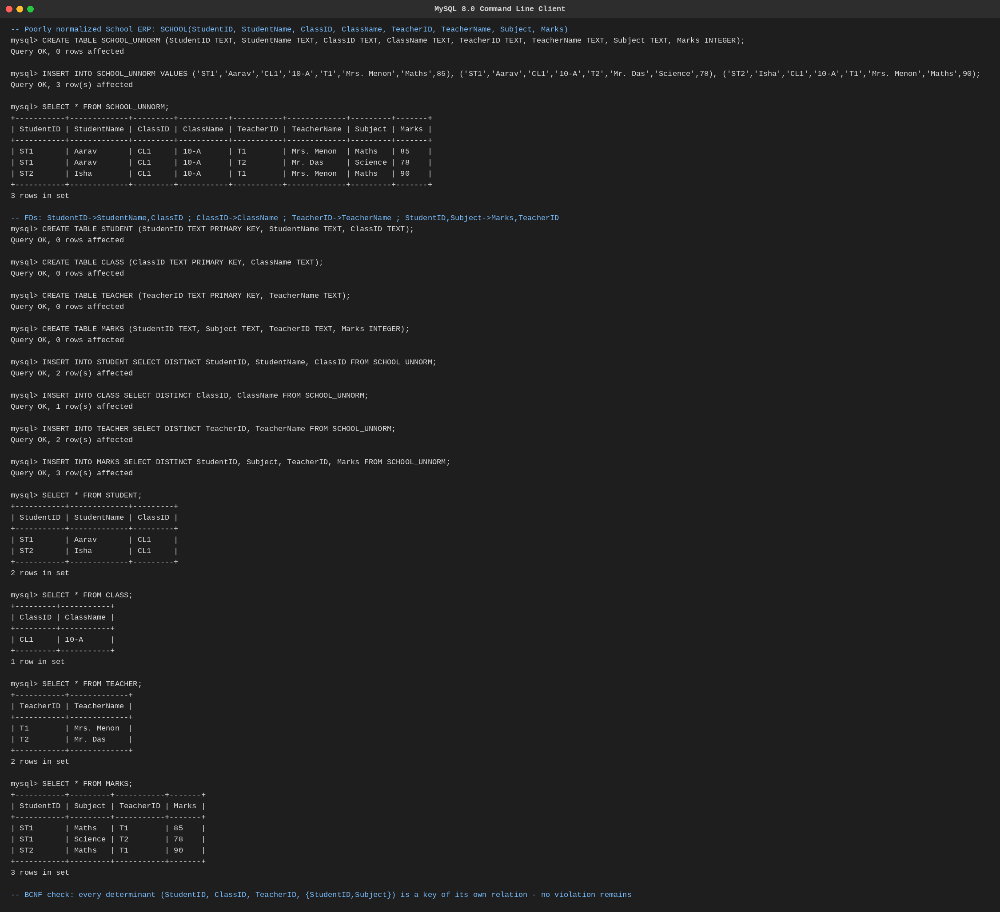 MySQL 8.0 Command Line Client
-- Poorly normalized School ERP: SCHOOL(StudentID, StudentName, ClassID, ClassName, TeacherID, TeacherName, Subject, Marks)
mysql> CREATE TABLE SCHOOL_UNNORM (StudentID TEXT, StudentName TEXT, ClassID TEXT, ClassName TEXT, TeacherID TEXT, TeacherName TEXT, Subject TEXT, Marks INTEGER);
Query OK, 0 rows affected
mysql> INSERT INTO SCHOOL_UNNORM VALUES ('ST1','Aarav','CL1','10-A','T1','Mrs. Menon','Maths',85), ('ST1','Aarav','CL1','10-A','T2','Mr. Das','Science',78), ('ST2','Isha','CL1','10-A','T1','Mrs. Menon','Maths',90);
Query OK, 3 row(s) affected
mysql> SELECT * FROM SCHOOL_UNNORM;
+-----------+-------------+---------+-----------+-----------+-------------+---------+-------+
| StudentID | StudentName | ClassID | ClassName | TeacherID | TeacherName | Subject | Marks |
+-----------+-------------+---------+-----------+-----------+-------------+---------+-------+
| ST1       | Aarav       | CL1     | 10-A      | T1        | Mrs. Menon  | Maths   | 85    |
| ST1       | Aarav       | CL1     | 10-A      | T2        | Mr. Das     | Science | 78    |
| ST2       | Isha        | CL1     | 10-A      | T1        | Mrs. Menon  | Maths   | 90    |
+-----------+-------------+---------+-----------+-----------+-------------+---------+-------+
3 rows in set
-- FDs: StudentID->StudentName,ClassID ; ClassID->ClassName ; TeacherID->TeacherName ; StudentID,Subject->Marks,TeacherID
mysql> CREATE TABLE STUDENT (StudentID TEXT PRIMARY KEY, StudentName TEXT, ClassID TEXT);
Query OK, 0 rows affected
mysql> CREATE TABLE CLASS (ClassID TEXT PRIMARY KEY, ClassName TEXT);
Query OK, 0 rows affected
mysql> CREATE TABLE TEACHER (TeacherID TEXT PRIMARY KEY, TeacherName TEXT);
Query OK, 0 rows affected
mysql> CREATE TABLE MARKS (StudentID TEXT, Subject TEXT, TeacherID TEXT, Marks INTEGER);
Query OK, 0 rows affected
mysql> INSERT INTO STUDENT SELECT DISTINCT StudentID, StudentName, ClassID FROM SCHOOL_UNNORM;
Query OK, 2 row(s) affected
mysql> INSERT INTO CLASS SELECT DISTINCT ClassID, ClassName FROM SCHOOL_UNNORM;
Query OK, 1 row(s) affected
mysql> INSERT INTO TEACHER SELECT DISTINCT TeacherID, TeacherName FROM SCHOOL_UNNORM;
Query OK, 2 row(s) affected
mysql> INSERT INTO MARKS SELECT DISTINCT StudentID, Subject, TeacherID, Marks FROM SCHOOL_UNNORM;
Query OK, 3 row(s) affected
mysql> SELECT * FROM STUDENT;
+-----------+-------------+---------+
| StudentID | StudentName | ClassID |
+-----------+-------------+---------+
| ST1       | Aarav       | CL1     |
| ST2       | Isha        | CL1     |
+-----------+-------------+---------+
2 rows in set
mysql> SELECT * FROM CLASS;
+---------+-----------+
| ClassID | ClassName |
+---------+-----------+
| CL1     | 10-A      |
+---------+-----------+
1 row in set
mysql> SELECT * FROM TEACHER;
+-----------+-------------+
| TeacherID | TeacherName |
+-----------+-------------+
| T1        | Mrs. Menon  |
| T2        | Mr. Das     |
+-----------+-------------+
2 rows in set
mysql> SELECT * FROM MARKS;
+-----------+---------+-----------+-------+
| StudentID | Subject | TeacherID | Marks |
+-----------+---------+-----------+-------+
| ST1       | Maths   | T1        | 85    |
| ST1       | Science | T2        | 78    |
| ST2       | Maths   | T1        | 90    |
+-----------+---------+-----------+-------+
3 rows in set
-- BCNF check: every determinant (StudentID, ClassID, TeacherID, {StudentID,Subject}) is a key of its own relation - no violation remains